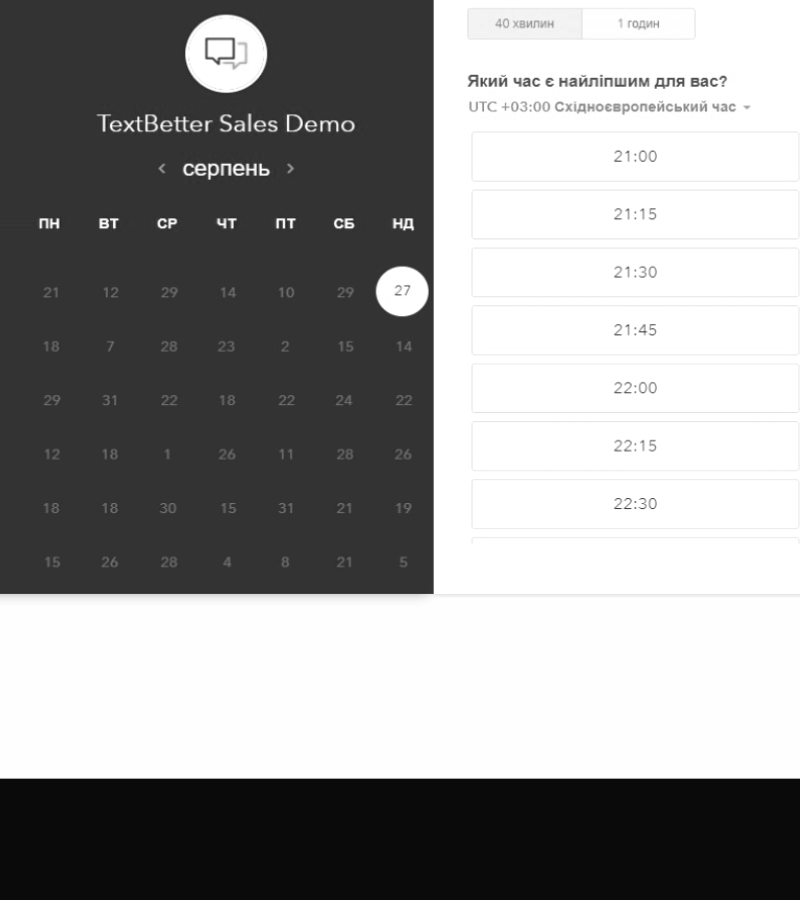 TextBetter Sales Demo
серпень
ПН ВТ СР ЧТ ПТ СБ НД
21 12 29 14 10 29 27
18 7 28 23 2 15 14
29 31 22 18 22 24 22
12 18 1 26 11 28 26
18 18 30 15 31 21 19
15 26 28 4 8 21 5
40 хвилин
1 годин
Який час є найліпшим для вас?
UTC +03:00 Східноєвропейський час
21:00
21:15
21:30
21:45
22:00
22:15
22:30